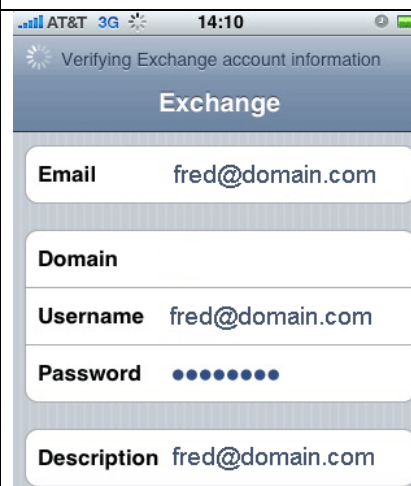 AT&T 3G 14:10
Verifying Exchange account information
Exchange
Email fred@domain.com
Domain
Username fred@domain.com
Password ●●●●●●●●
Description fred@domain.com